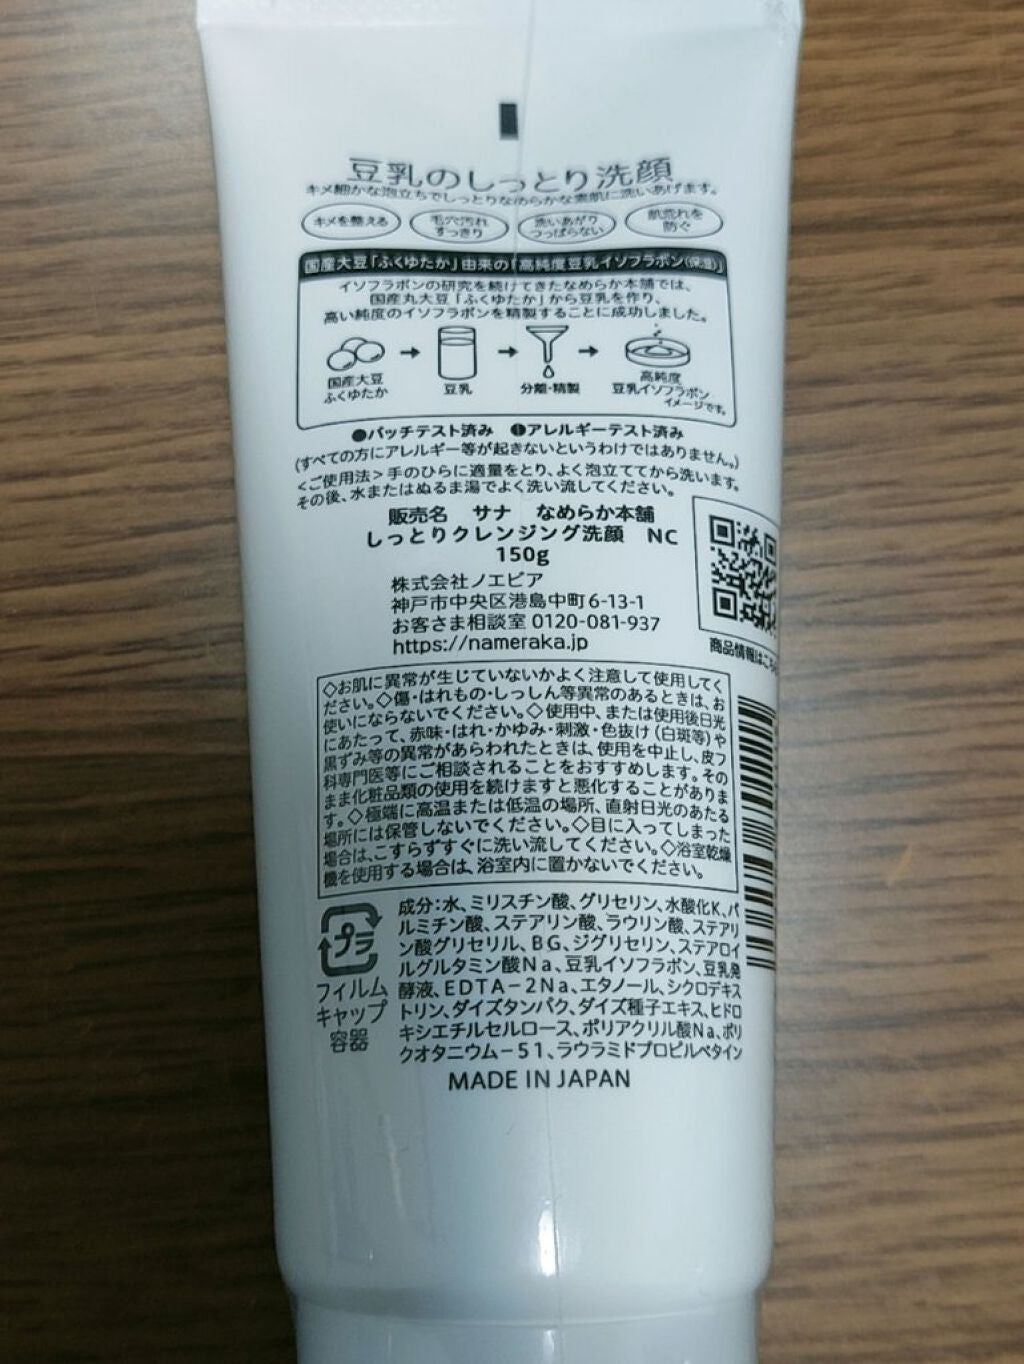 豆乳のしっとり洗顔
キメ細かな泡立ちでしっとりなめらかな素肌に洗いあげます。
キメを整える
毛穴汚れ
すっきり
洗いあがり
つっぱらない
肌荒れを
防ぐ
国産大豆「ふくゆたか」由来の「高純度豆乳イソフラボン(保湿)」
イソフラボンの研究を続けてきたなめらか本舗では、
国産丸大豆「ふくゆたか」から豆乳を作り、
高い純度のイソフラボンを精製することに成功しました。
国産大豆
ふくゆたか
豆乳
分離・精製
高純度
豆乳イソフラボン
イメージです。
●パッチテスト済み ●アレルギーテスト済み
(すべての方にアレルギー等が起きないというわけではありません。)
<ご使用法>手のひらに適量をとり、よく泡立ててから洗います。
その後、水またはぬるま湯でよく洗い流してください。
販売名 サナ なめらか本舗
しっとりクレンジング洗顔 NC
150g
株式会社ノエビア
神戸市中央区港島中町6-13-1
お客さま相談室 0120-081-937
https://nameraka.jp
商品情報はこちら
◇お肌に異常が生じていないかよく注意して使用してく
ださい。◇傷・はれもの・しっしん等異常のあるときは、お
使いにならないでください。◇使用中、または使用後日光
にあたって、赤味・はれ・かゆみ・刺激・色抜け(白斑等)や
黒ずみ等の異常があらわれたときは、使用を中止し、皮フ
科専門医等にご相談されることをおすすめします。その
まま化粧品類の使用を続けますと悪化することがありま
す。◇極端に高温または低温の場所、直射日光のあたる
場所には保管しないでください。◇目に入ってしまった
場合は、こすらずすぐに洗い流してください。◇浴室乾燥
機を使用する場合は、浴室内に置かないでください。
プラ
フィルム
キャップ
容器
成分:水、ミリスチン酸、グリセリン、水酸化K、パ
ルミチン酸、ステアリン酸、ラウリン酸、ステアリ
ン酸グリセリル、BG、ジグリセリン、ステアロイ
ルグルタミン酸Na、豆乳イソフラボン、豆乳発
酵液、EDTA-2Na、エタノール、シクロデキス
トリン、ダイズタンパク、ダイズ種子エキス、ヒドロ
キシエチルセルロース、ポリアクリル酸Na、ポリ
クオタニウム-51、ラウラミドプロピルベタイン
MADE IN JAPAN